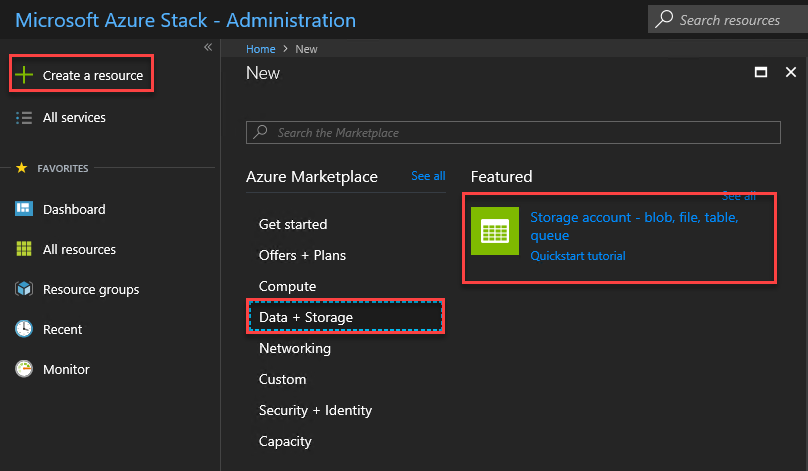 Microsoft Azure Stack - Administration
Search resources
Create a resource
All services
FAVORITES
Dashboard
All resources
Resource groups
Recent
Monitor
Home > New
New
Search the Marketplace
Azure Marketplace
See all
Get started
Offers + Plans
Compute
Data + Storage
Networking
Custom
Security + Identity
Capacity
Featured
See all
Storage account - blob, file, table,
queue
Quickstart tutorial